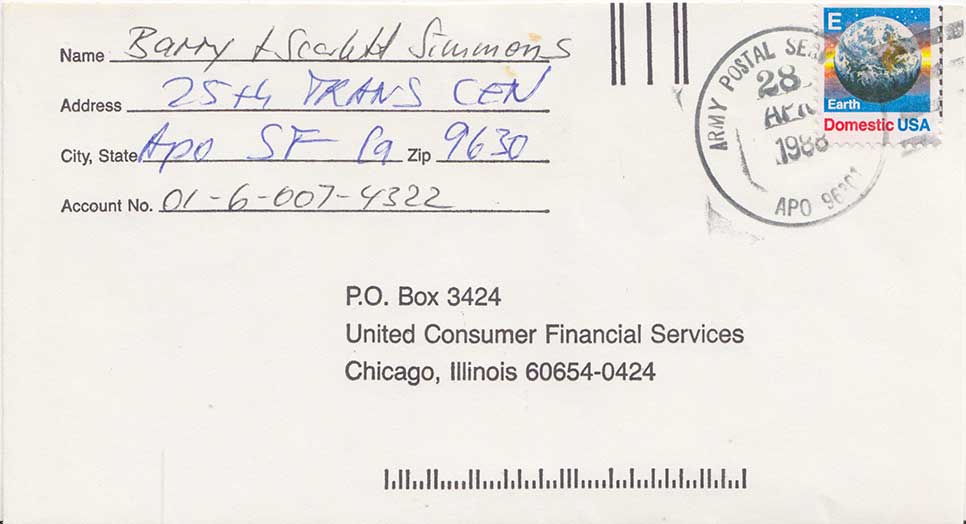 Name Barry + Scarlett Simmons
Address 25th TRANS CEN
City, State Apo SF Ca Zip 9630
Account No. 01-6-007-4322
ARMY POSTAL
28
1988
APO
E
Earth
Domestic USA
P.O. Box 3424
United Consumer Financial Services
Chicago, Illinois 60654-0424